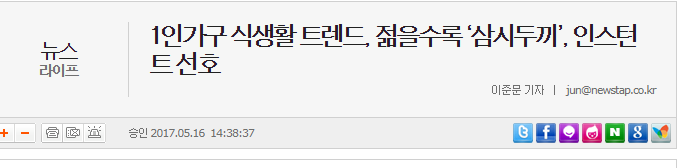 뉴스
라이프
1인가구 식생활 트렌드, 젊을수록 ‘삼시두끼’, 인스턴
트 선호
이준문 기자 | jun@newstap.co.kr
승인 2017.05.16 14:38:37